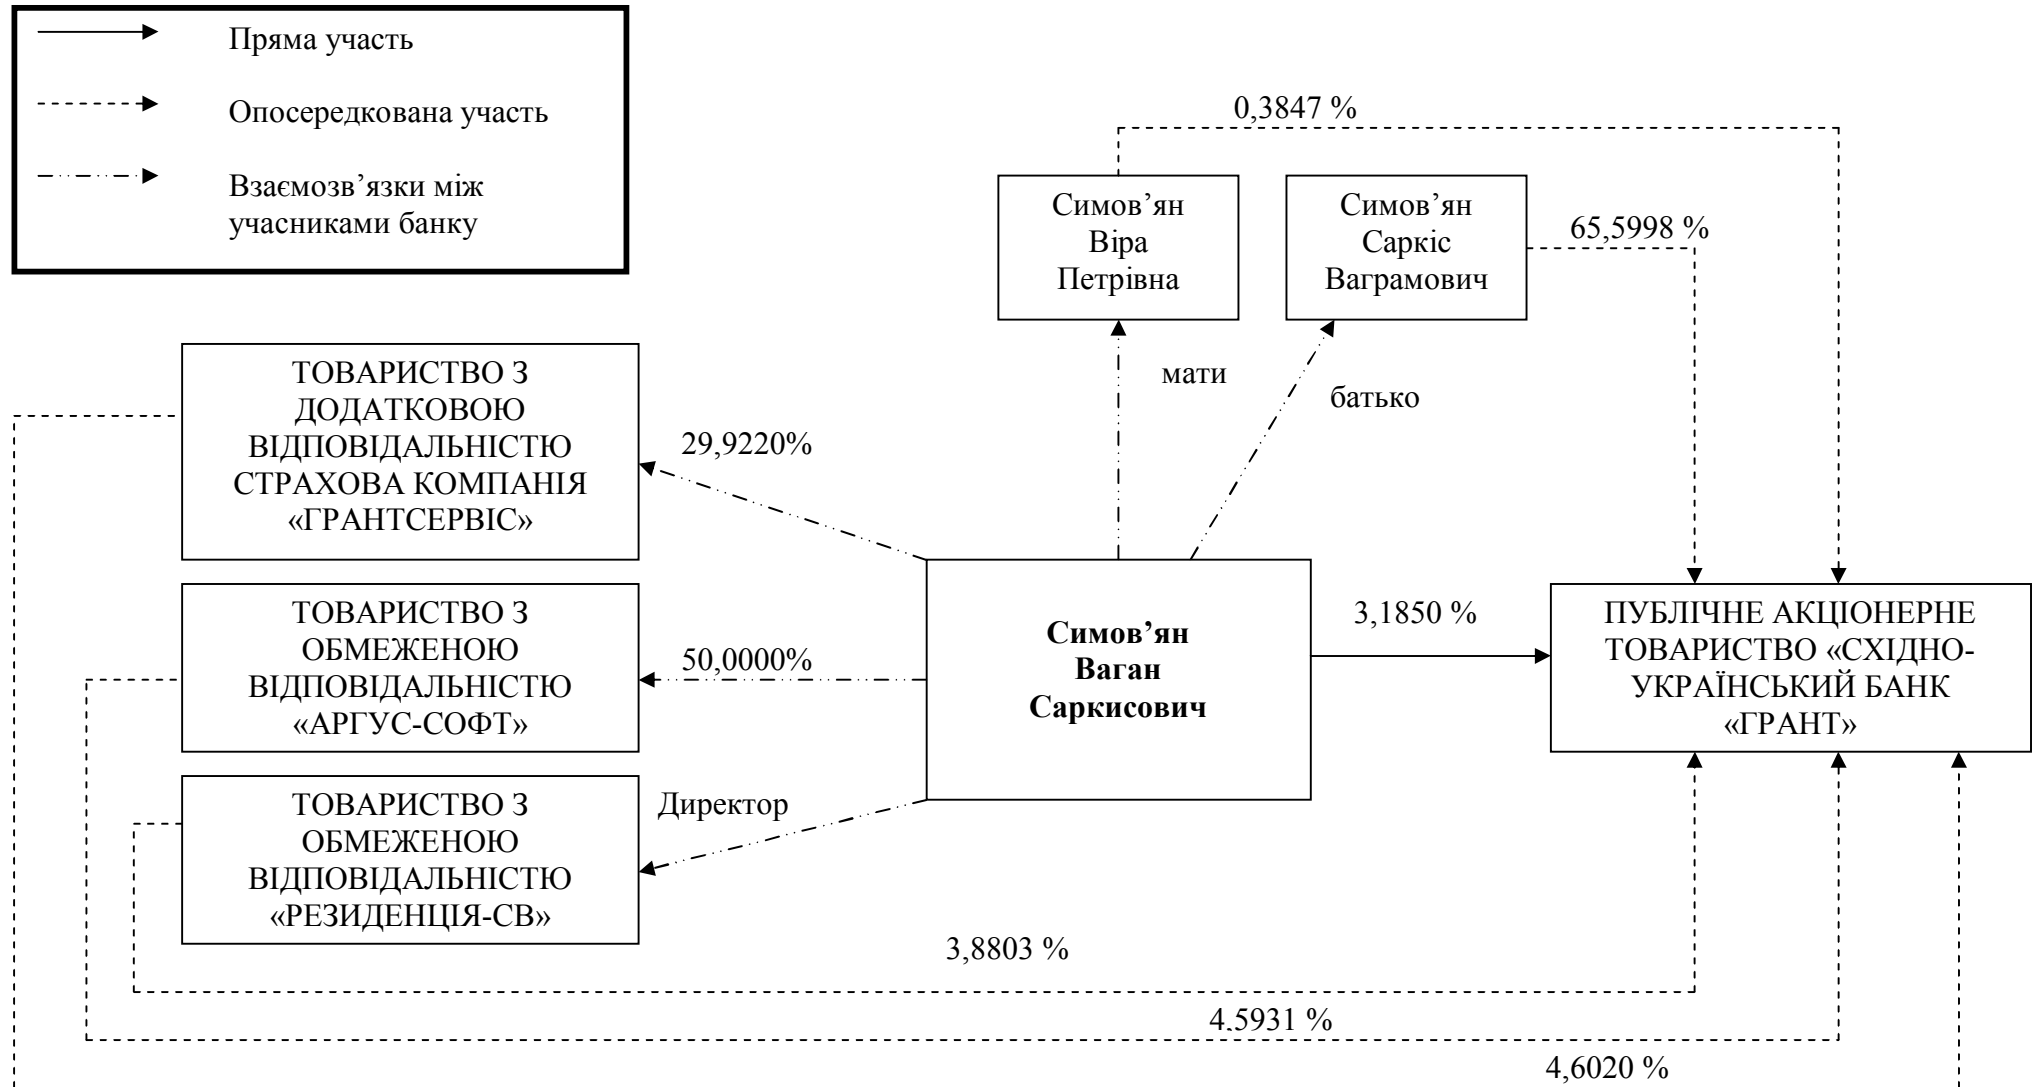 Пряма участь
Опосередкована участь
Взаємозв’язки між
учасниками банку
0,3847 %
Симов’ян
Віра
Петрівна
Симов’ян
Саркіс
Ваграмович
65,5998 %
мати
батько
ТОВАРИСТВО З
ДОДАТКОВОЮ
ВІДПОВІДАЛЬНІСТЮ
СТРАХОВА КОМПАНІЯ
«ГРАНТСЕРВІС»
29,9220%
ТОВАРИСТВО З
ОБМЕЖЕНОЮ
ВІДПОВІДАЛЬНІСТЮ
«АРГУС-СОФТ»
50,0000%
Симов’ян
Ваган
Саркисович
3,1850 %
ПУБЛІЧНЕ АКЦІОНЕРНЕ
ТОВАРИСТВО «СХІДНО-
УКРАЇНСЬКИЙ БАНК
«ГРАНТ»
ТОВАРИСТВО З
ОБМЕЖЕНОЮ
ВІДПОВІДАЛЬНІСТЮ
«РЕЗИДЕНЦІЯ-СВ»
Директор
3,8803 %
4,5931 %
4,6020 %